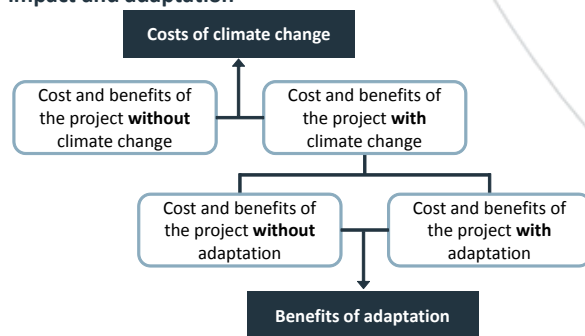 impact and adaptation
Costs of climate change
Cost and benefits of
the project without
climate change
Cost and benefits of
the project with
climate change
Cost and benefits of
the project without
adaptation
Cost and benefits of
the project with
adaptation
Benefits of adaptation